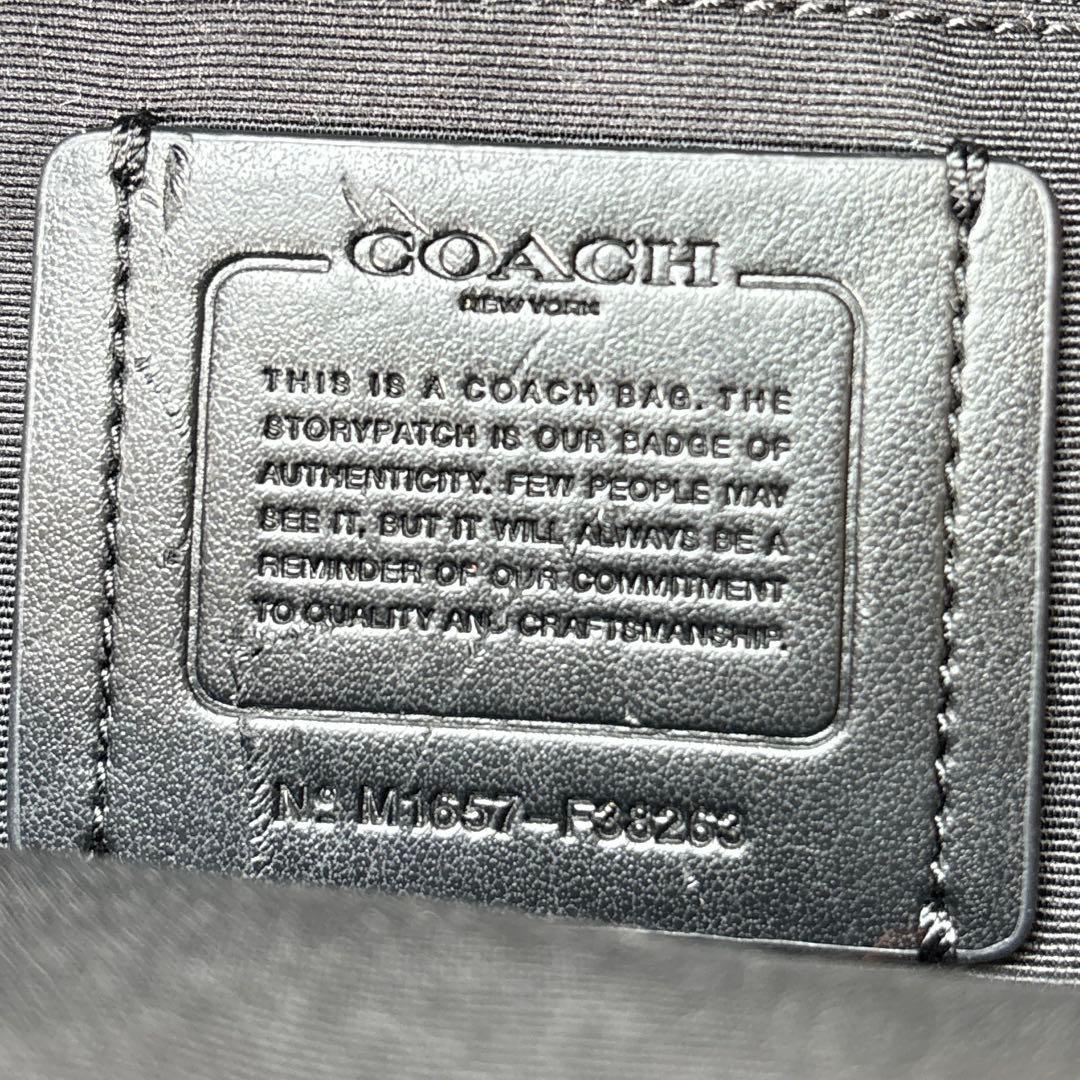 COACH
NEW YORK
THIS IS A COACH BAG. THE
STORYPATCH IS OUR BADGE OF
AUTHENTICITY. FEW PEOPLE MAY
SEE IT, BUT IT WILL ALWAYS BE A
REMINDER OF OUR COMMITMENT
TO QUALITY AND CRAFTSMANSHIP.
Nº M1657-F38263